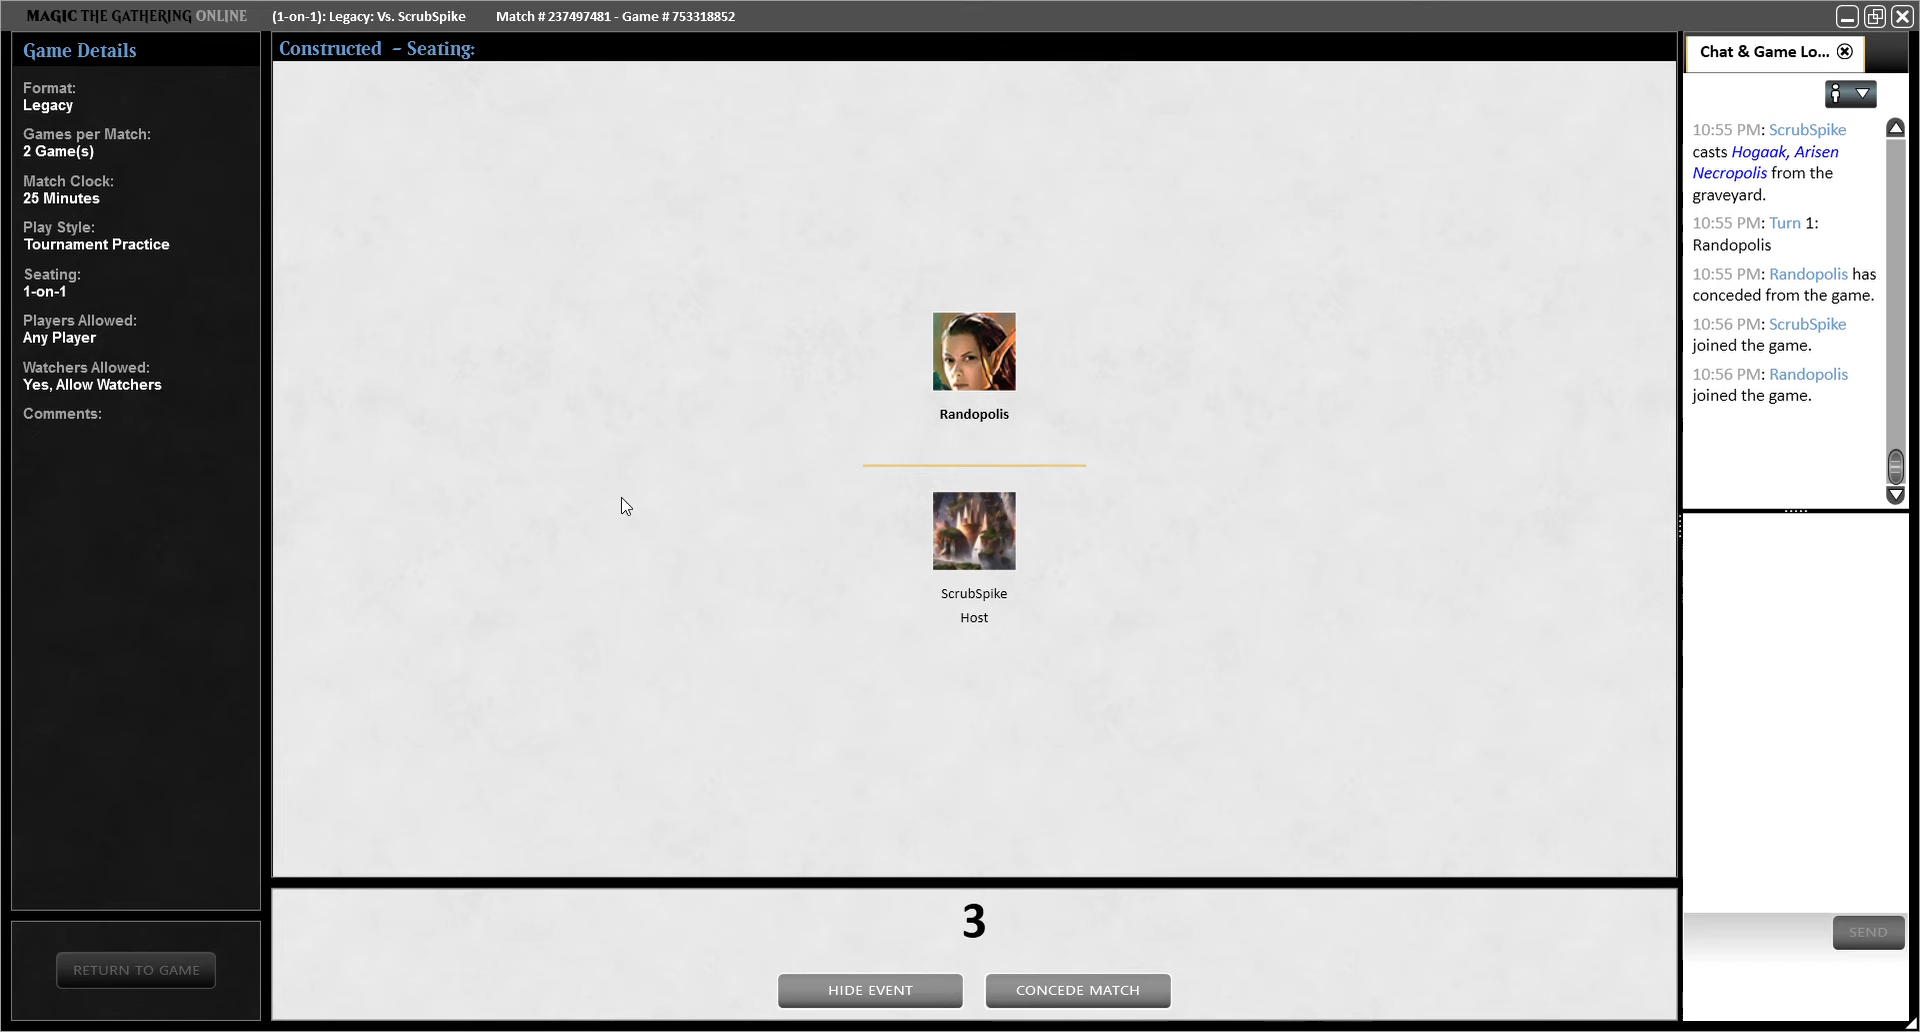 MAGIC THE GATHERING ONLINE (1-on-1): Legacy: Vs. ScrubSpike Match # 237497481 - Game # 753318852
Game Details
Format:
Legacy
Games per Match:
2 Game(s)
Match Clock:
25 Minutes
Play Style:
Tournament Practice
Seating:
1-on-1
Players Allowed:
Any Player
Watchers Allowed:
Yes, Allow Watchers
Comments:
RETURN TO GAME
Constructed – Seating:
Randopolis
ScrubSpike
Host
3
HIDE EVENT CONCEDE MATCH
Chat & Game Lo...
10:55 PM: ScrubSpike
casts Hogaak, Arisen
Necropolis from the
graveyard.
10:55 PM: Turn 1:
Randopolis
10:55 PM: Randopolis has
conceded from the game.
10:56 PM: ScrubSpike
joined the game.
10:56 PM: Randopolis
joined the game.
SEND